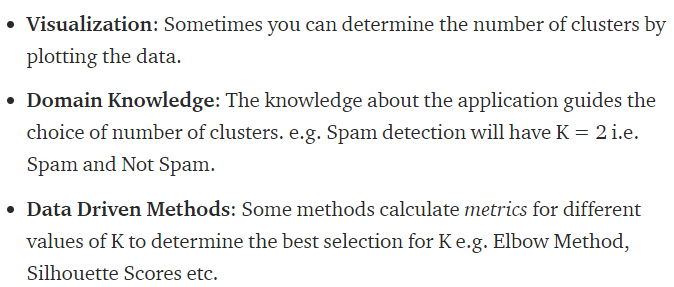 • Visualization: Sometimes you can determine the number of clusters by
plotting the data.
• Domain Knowledge: The knowledge about the application guides the
choice of number of clusters. e.g. Spam detection will have K = 2 i.e.
Spam and Not Spam.
• Data Driven Methods: Some methods calculate metrics for different
values of K to determine the best selection for K e.g. Elbow Method,
Silhouette Scores etc.